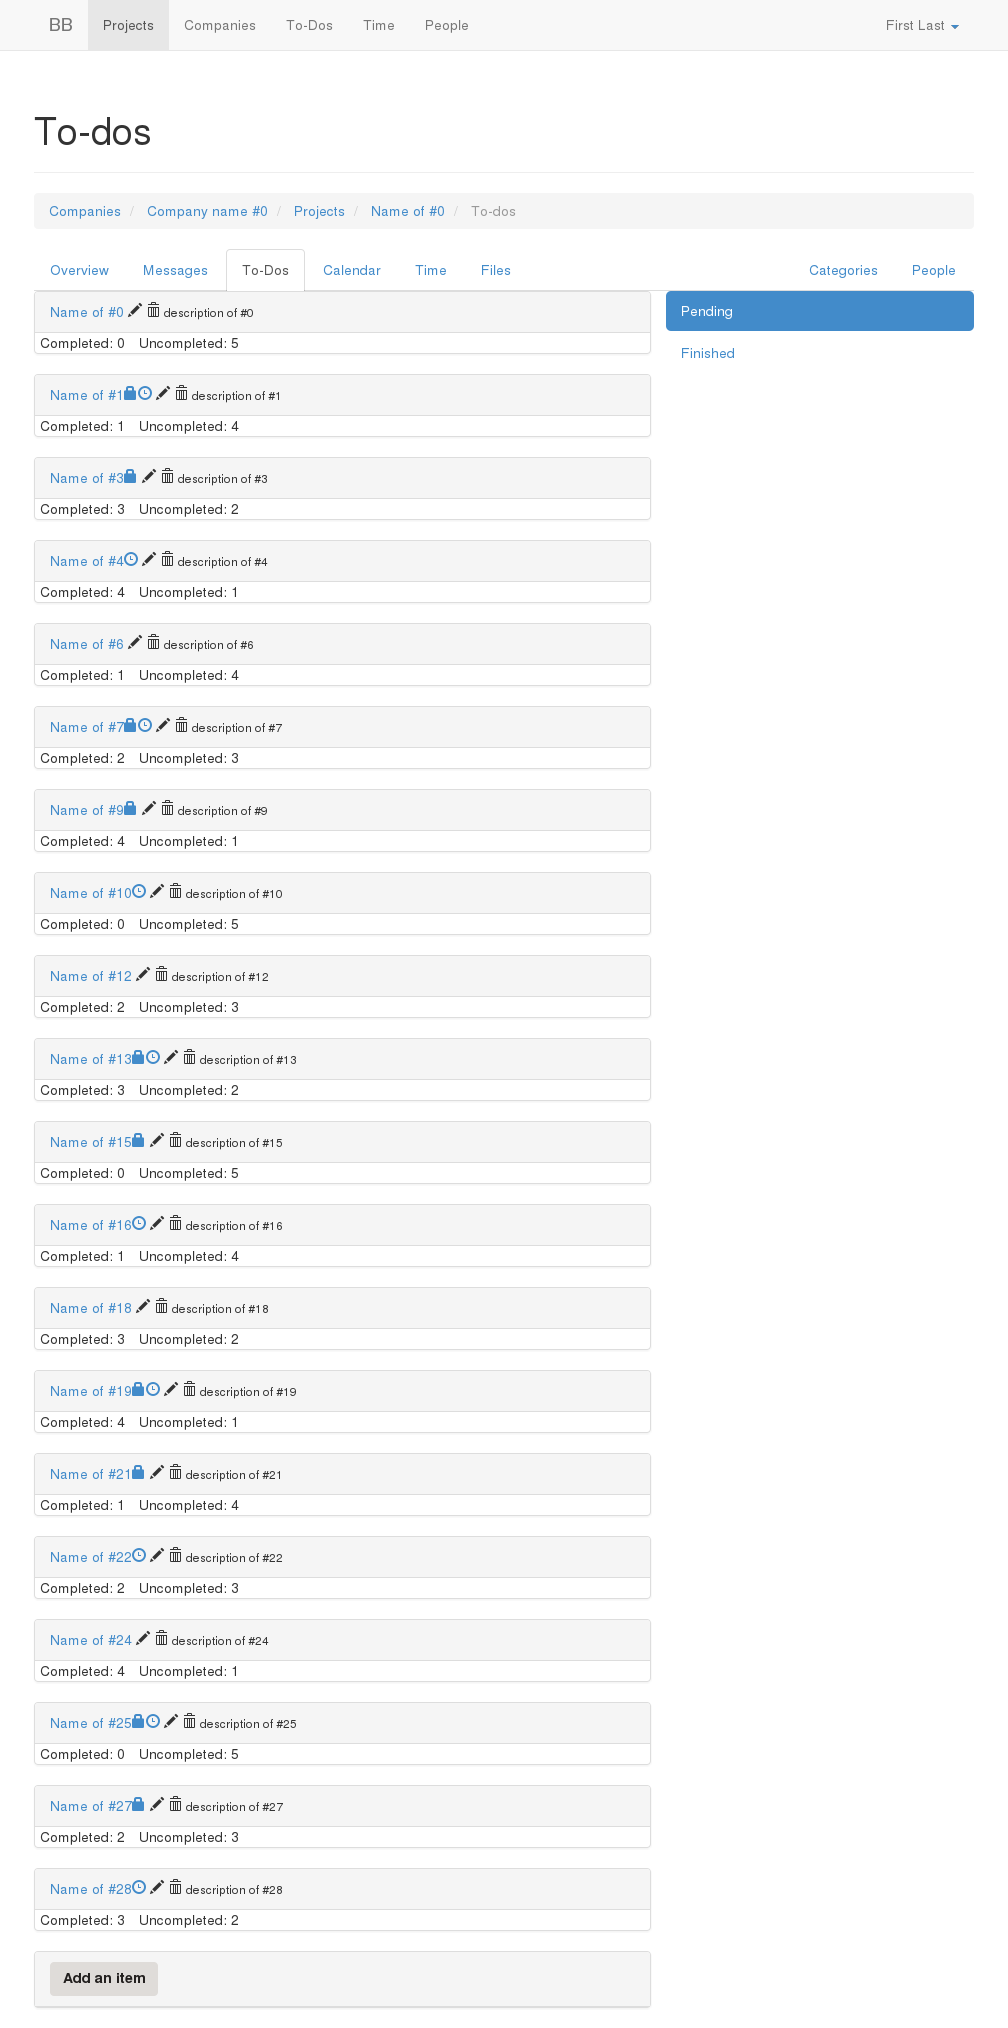 BB Projects Companies To-Dos Time People First Last
To-dos
Companies / Company name #0 / Projects / Name of #0 / To-dos
Overview Messages To-Dos Calendar Time Files Categories People
Name of #0 description of #0
Pending
Completed: 0 Uncompleted: 5
Finished
Name of #1 description of #1
Completed: 1 Uncompleted: 4
Name of #3 description of #3
Completed: 3 Uncompleted: 2
Name of #4 description of #4
Completed: 4 Uncompleted: 1
Name of #6 description of #6
Completed: 1 Uncompleted: 4
Name of #7 description of #7
Completed: 2 Uncompleted: 3
Name of #9 description of #9
Completed: 4 Uncompleted: 1
Name of #10 description of #10
Completed: 0 Uncompleted: 5
Name of #12 description of #12
Completed: 2 Uncompleted: 3
Name of #13 description of #13
Completed: 3 Uncompleted: 2
Name of #15 description of #15
Completed: 0 Uncompleted: 5
Name of #16 description of #16
Completed: 1 Uncompleted: 4
Name of #18 description of #18
Completed: 3 Uncompleted: 2
Name of #19 description of #19
Completed: 4 Uncompleted: 1
Name of #21 description of #21
Completed: 1 Uncompleted: 4
Name of #22 description of #22
Completed: 2 Uncompleted: 3
Name of #24 description of #24
Completed: 4 Uncompleted: 1
Name of #25 description of #25
Completed: 0 Uncompleted: 5
Name of #27 description of #27
Completed: 2 Uncompleted: 3
Name of #28 description of #28
Completed: 3 Uncompleted: 2
Add an item